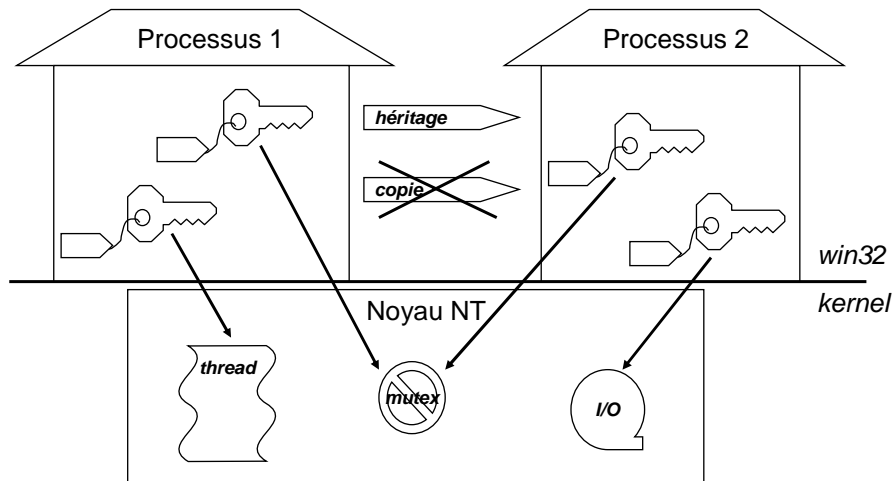 Processus 1
Processus 2
héritage
copie
win32
kernel
Noyau NT
thread
mutex
I/O